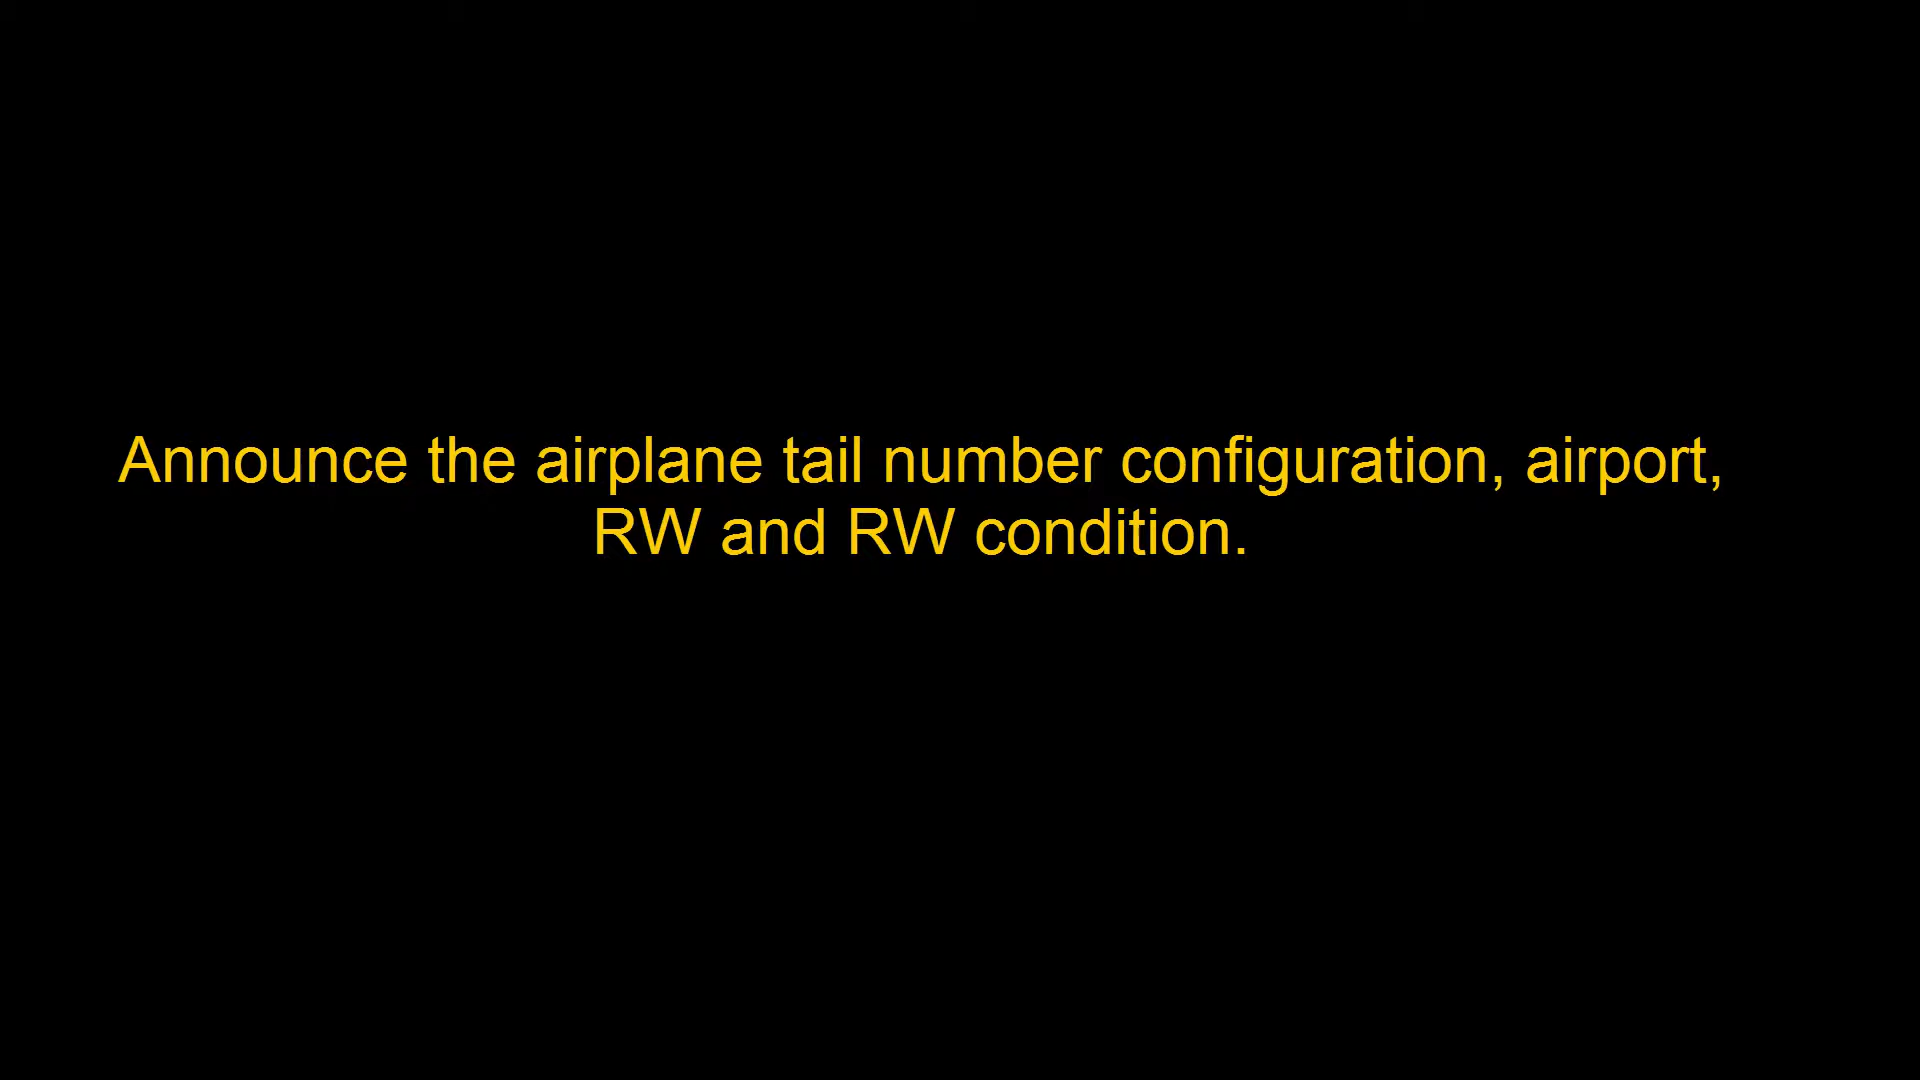 Announce the airplane tail number configuration, airport,
RW and RW condition.